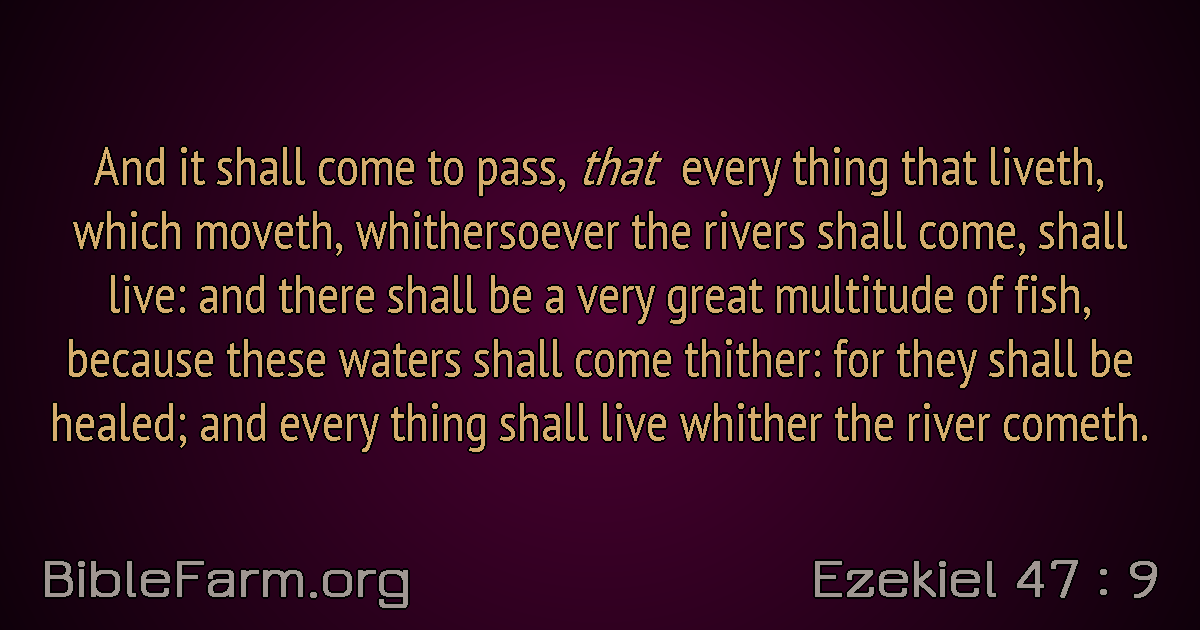 And it shall come to pass, that every thing that liveth,
which moveth, whithersoever the rivers shall come, shall
live: and there shall be a very great multitude of fish,
because these waters shall come thither: for they shall be
healed; and every thing shall live whither the river cometh.
BibleFarm.org
Ezekiel 47 : 9